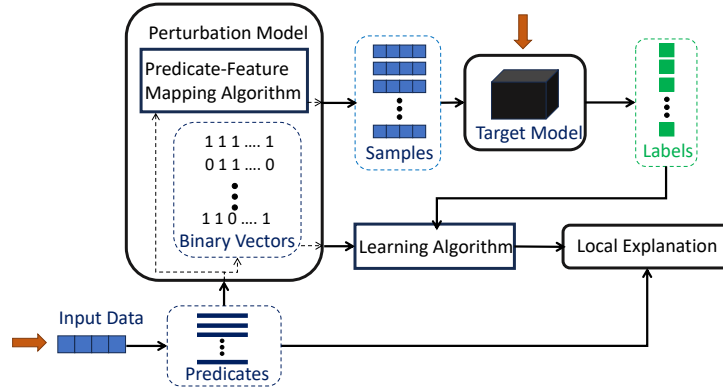 Perturbation Model
Predicate-Feature
Mapping Algorithm
1 1 1 .... 1
0 1 1 .... 0
1 1 0 .... 1
Binary Vectors
Samples
Target Model
Labels
Learning Algorithm
Local Explanation
Input Data
Predicates